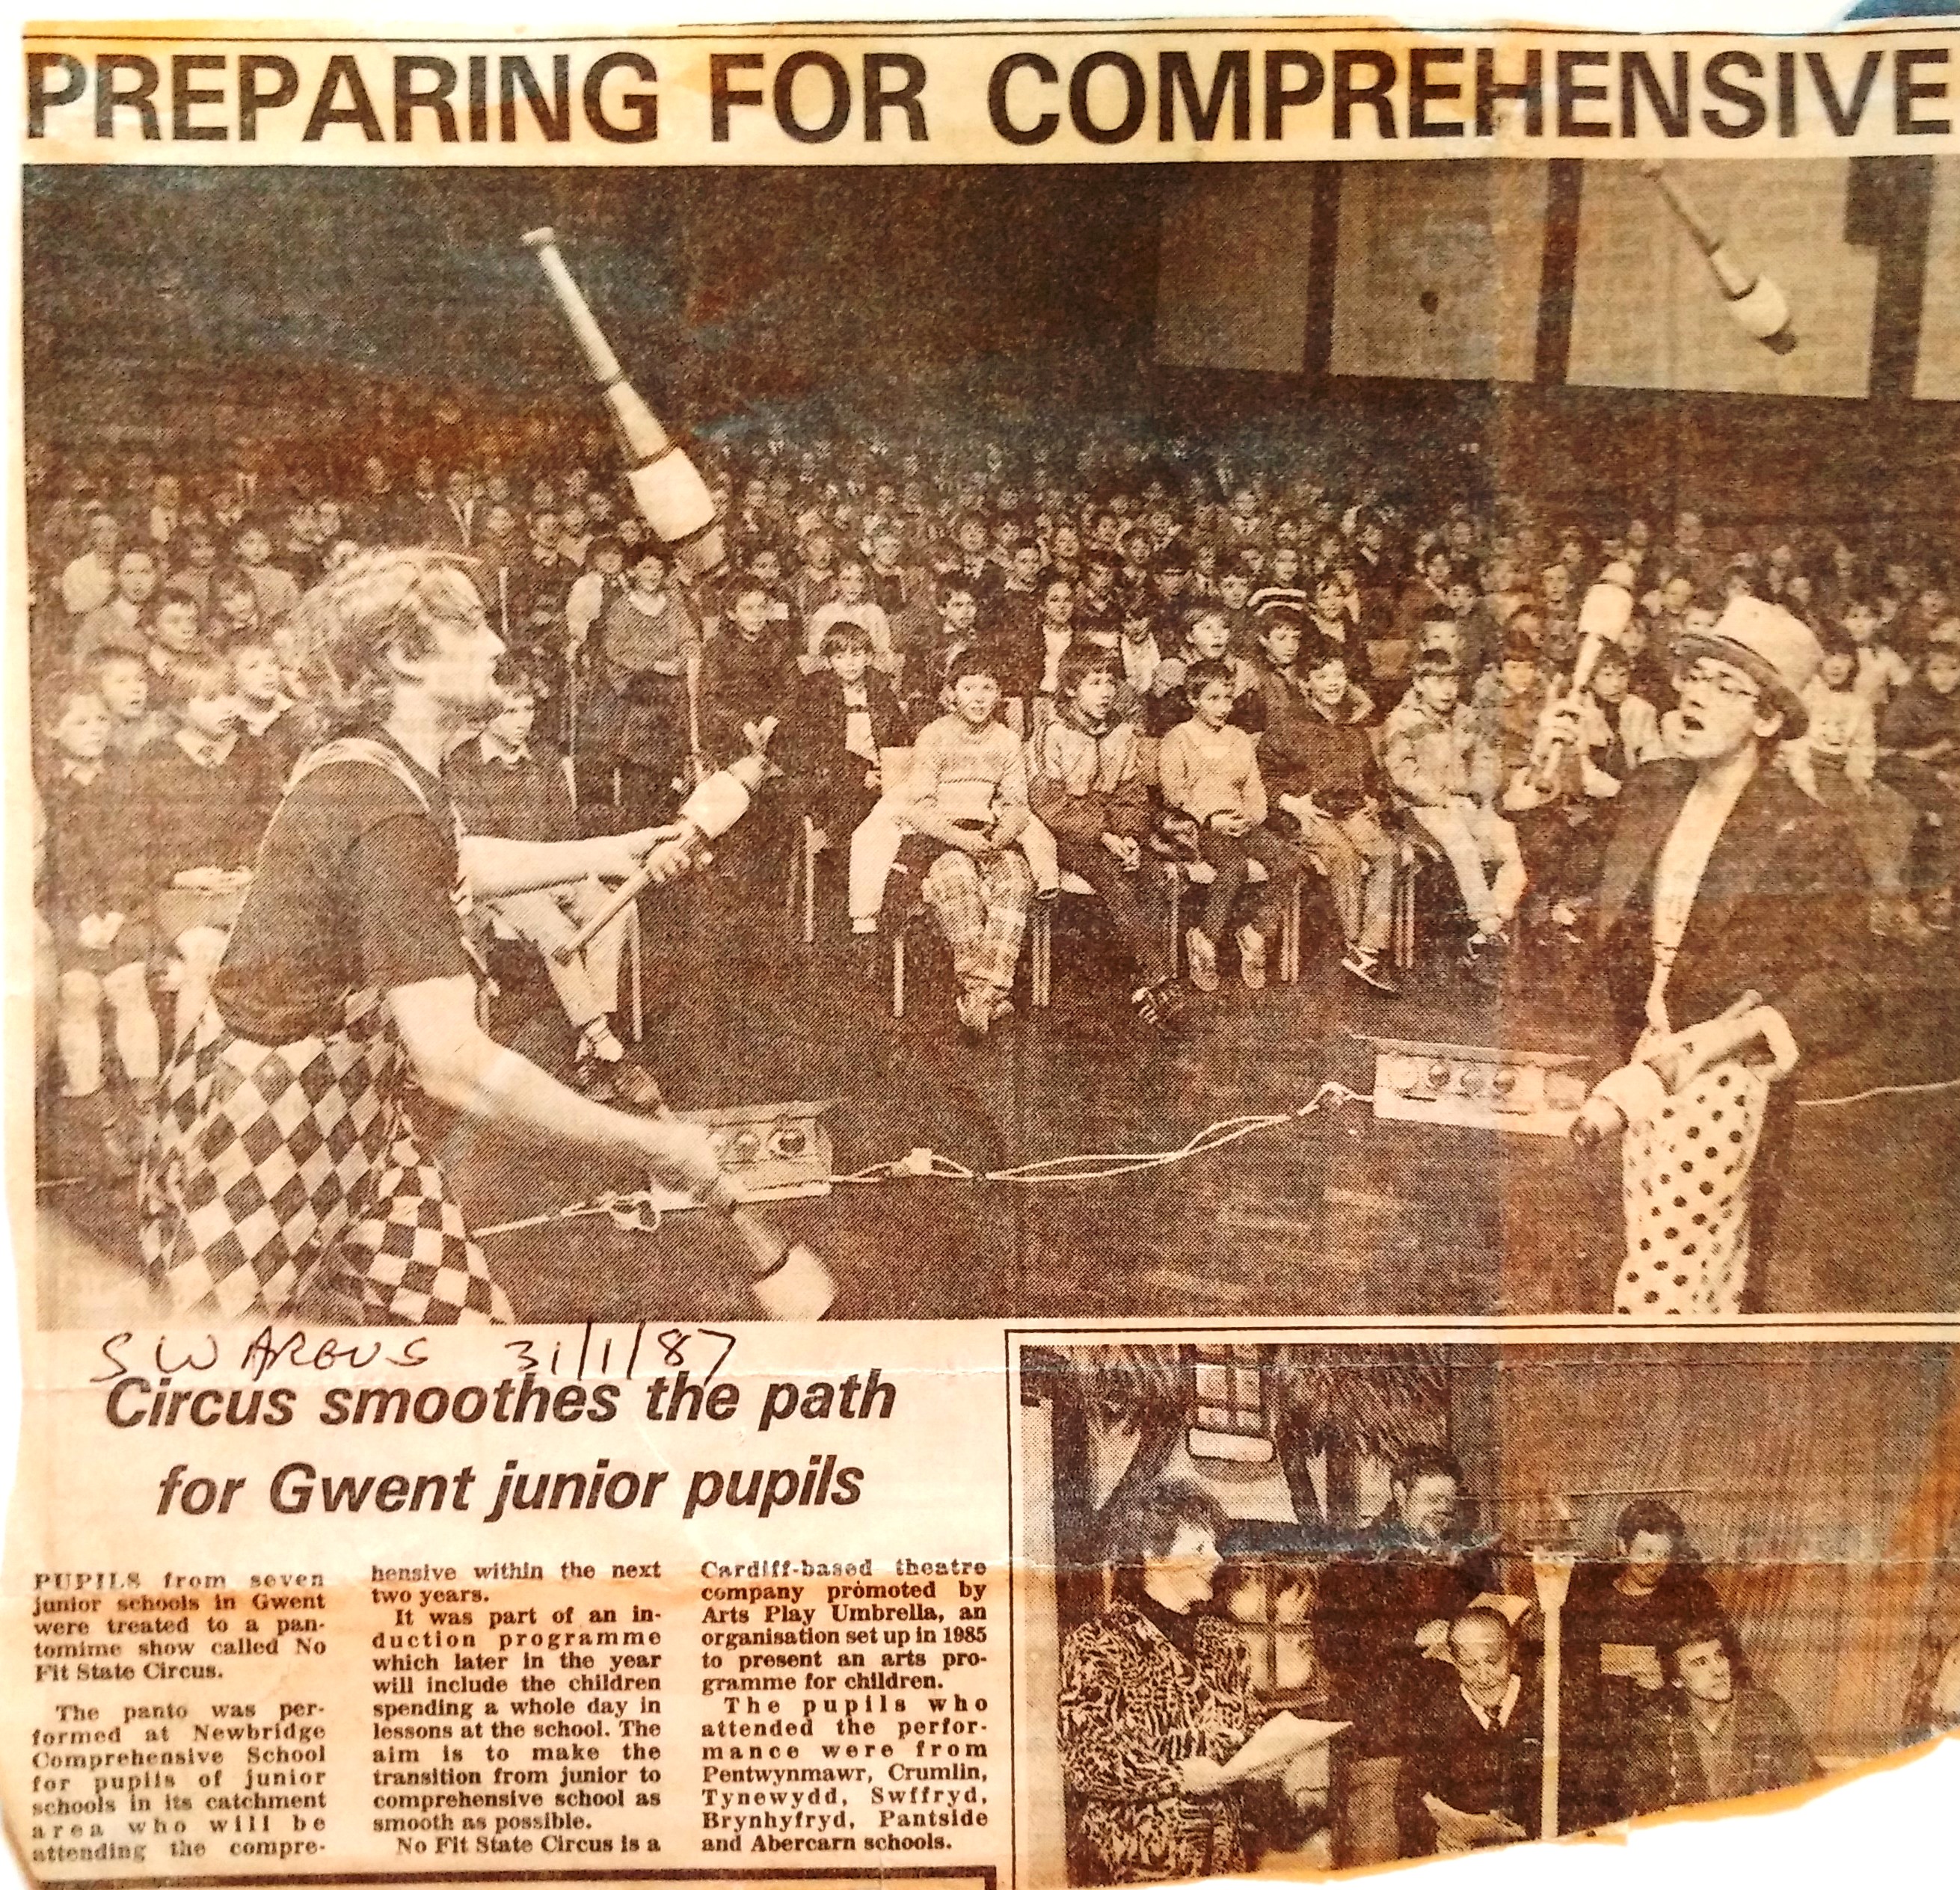 PREPARING FOR COMPREHENSIVE
S W ARGUS 31/1/87
Circus smoothes the path
for Gwent junior pupils
PUPILS from seven
junior schools in Gwent
were treated to a pan-
tomime show called No
Fit State Circus.
The panto was per-
formed at Newbridge
Comprehensive School
for pupils of junior
schools in its catchment
area who will be
attending the compre-
hensive within the next
two years.
It was part of an in-
duction programme
which later in the year
will include the children
spending a whole day in
lessons at the school. The
aim is to make the
transition from junior to
comprehensive school as
smooth as possible.
No Fit State Circus is a
Cardiff-based theatre
company promoted by
Arts Play Umbrella, an
organisation set up in 1985
to present an arts pro-
gramme for children.
The pupils who
attended the perfor-
mance were from
Pentwynmawr, Crumlin,
Tynewydd, Swffryd,
Brynhyfryd, Pantside
and Abercarn schools.